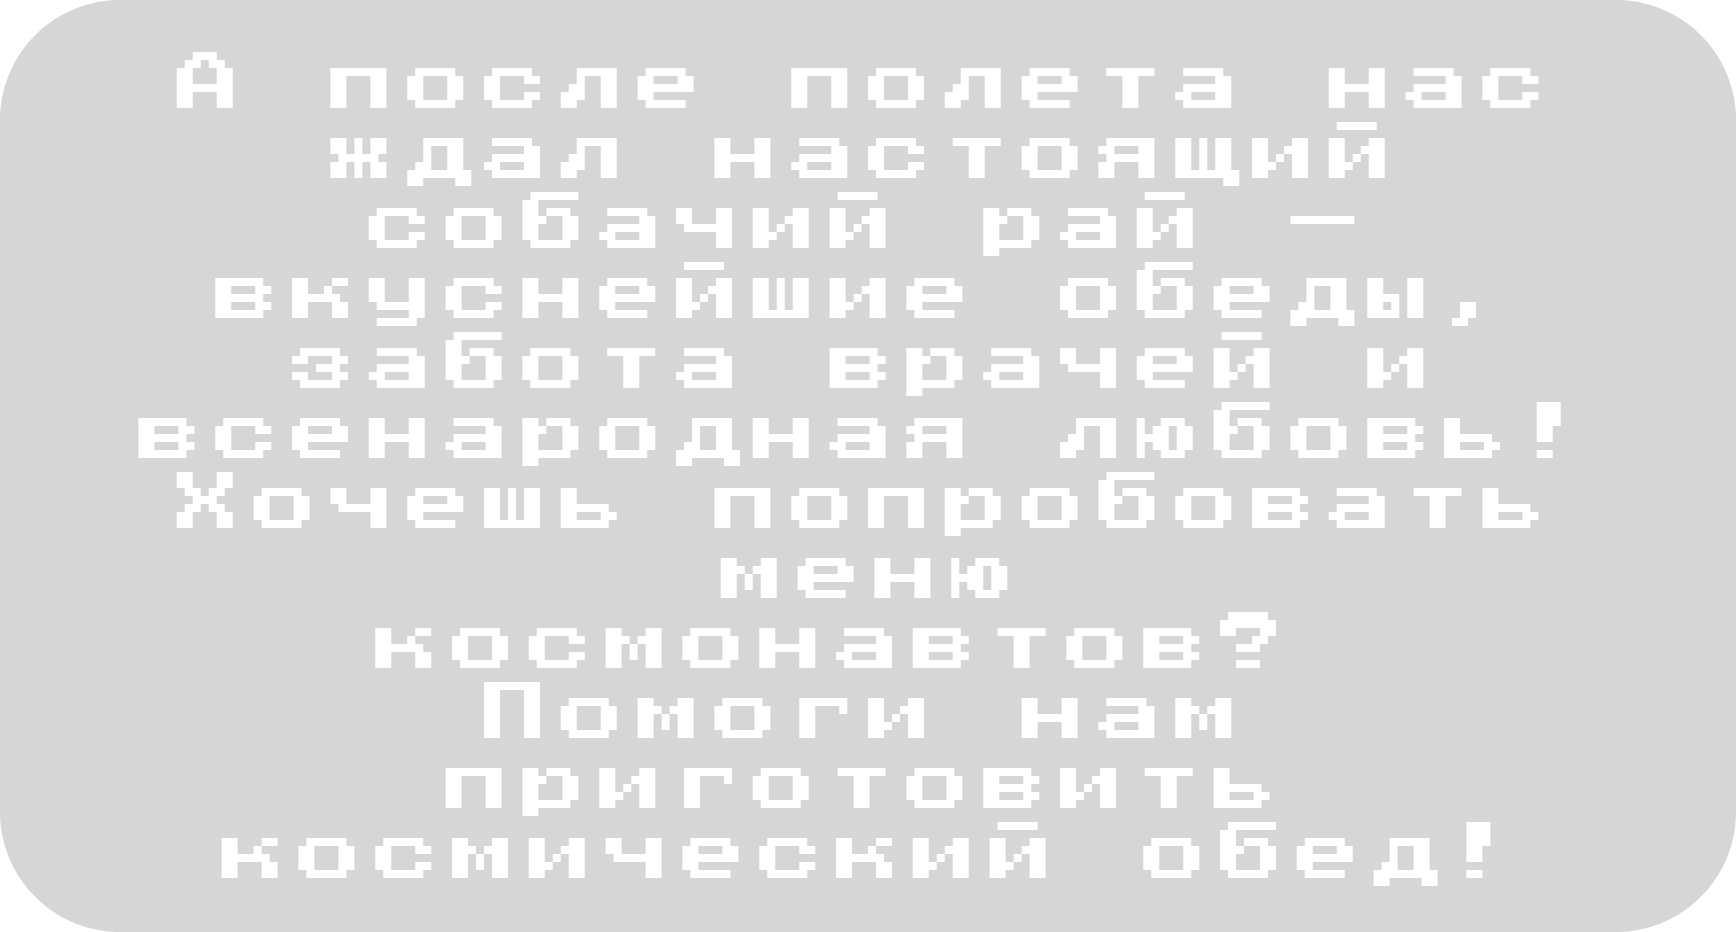 А после полета нас
ждал настоящий
собачий рай —
вкуснейшие обеды,
забота врачей и
всенародная любовь!
Хочешь попробовать
меню
космонавтов?
Помоги нам
приготовить
космический обед!